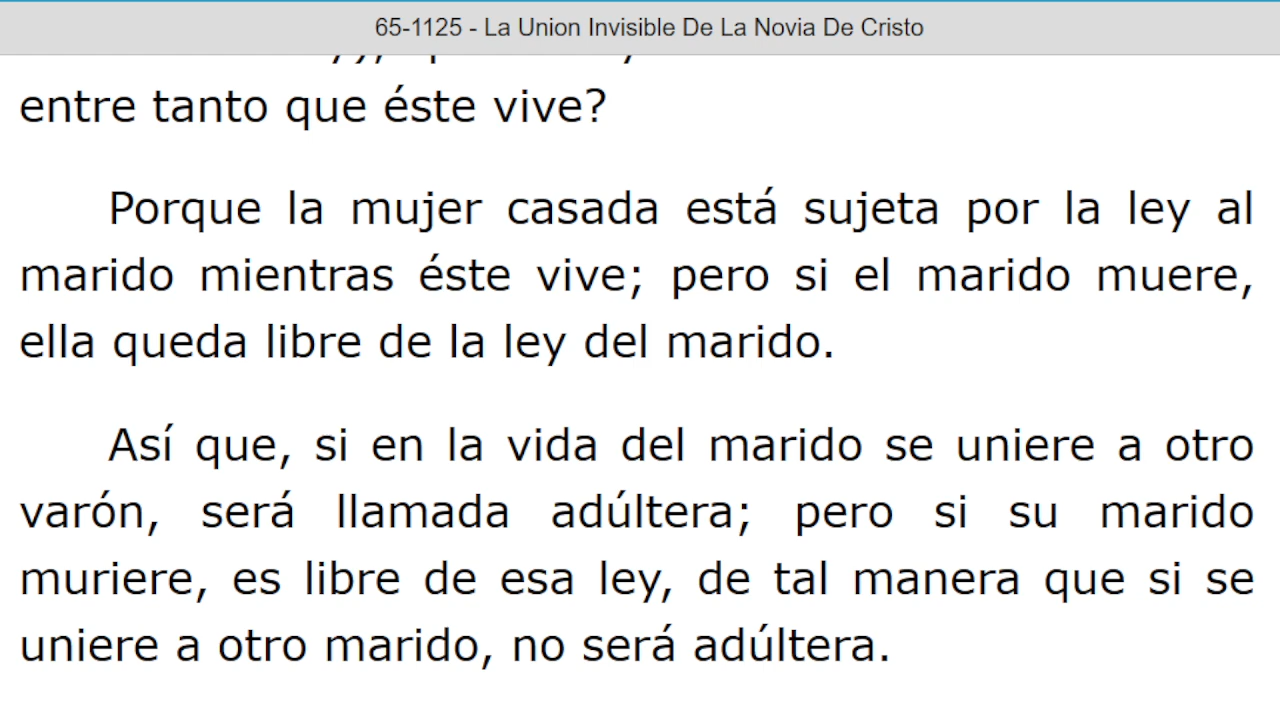 65-1125 - La Union Invisible De La Novia De Cristo
entre tanto que éste vive?
Porque la mujer casada está sujeta por la ley al
marido mientras éste vive; pero si el marido muere,
ella queda libre de la ley del marido.
Así que, si en la vida del marido se uniere a otro
varón, será llamada adúltera; pero si su marido
muriere, es libre de esa ley, de tal manera que si se
uniere a otro marido, no será adúltera.